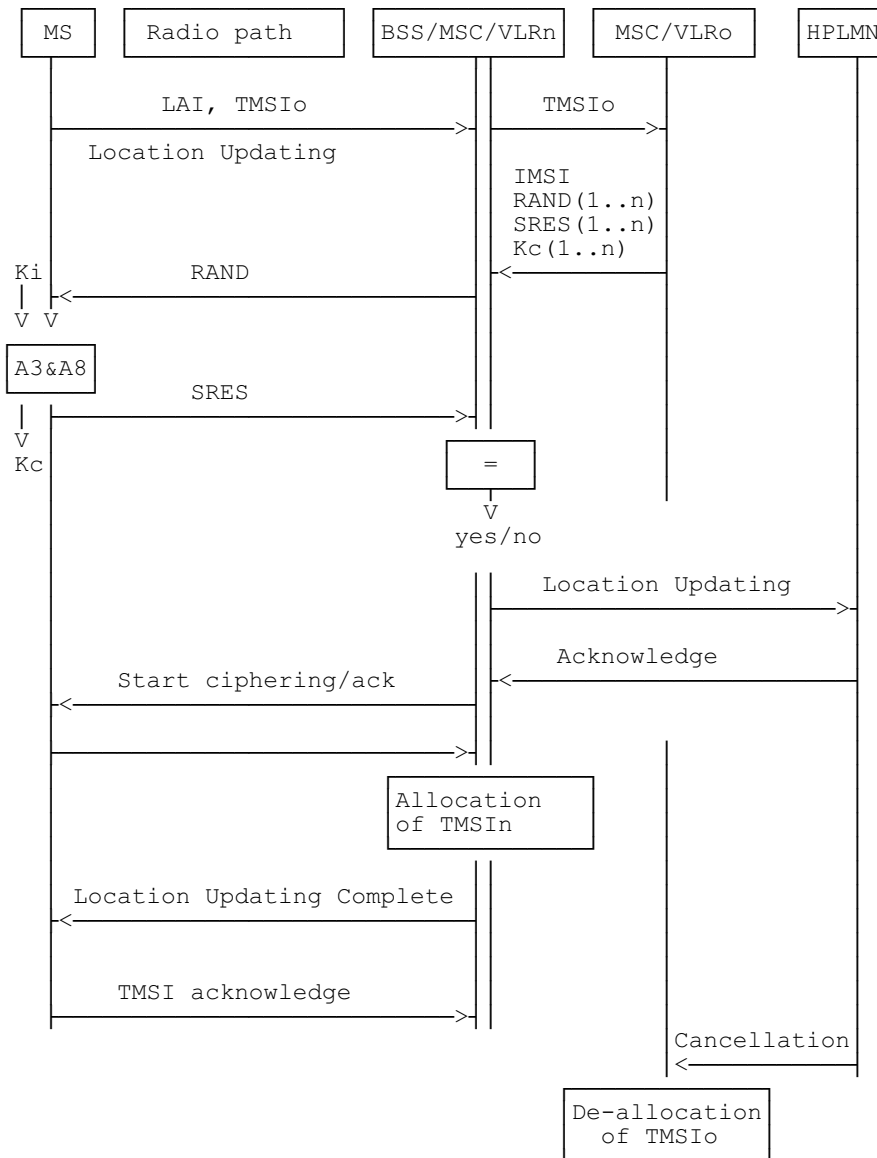 MS Radio path BSS/MSC/VLRn MSC/VLRo HPLMN
LAI, TMSIo TMSIo
Location Updating
IMSI
RAND(1..n)
SRES(1..n)
Kc(1..n)
Ki RAND
V V
A3&A8
SRES
V
Kc
=
V
yes/no
Location Updating
Acknowledge
Start ciphering/ack
Allocation
of TMSIn
Location Updating Complete
TMSI acknowledge
Cancellation
De-allocation
of TMSIo